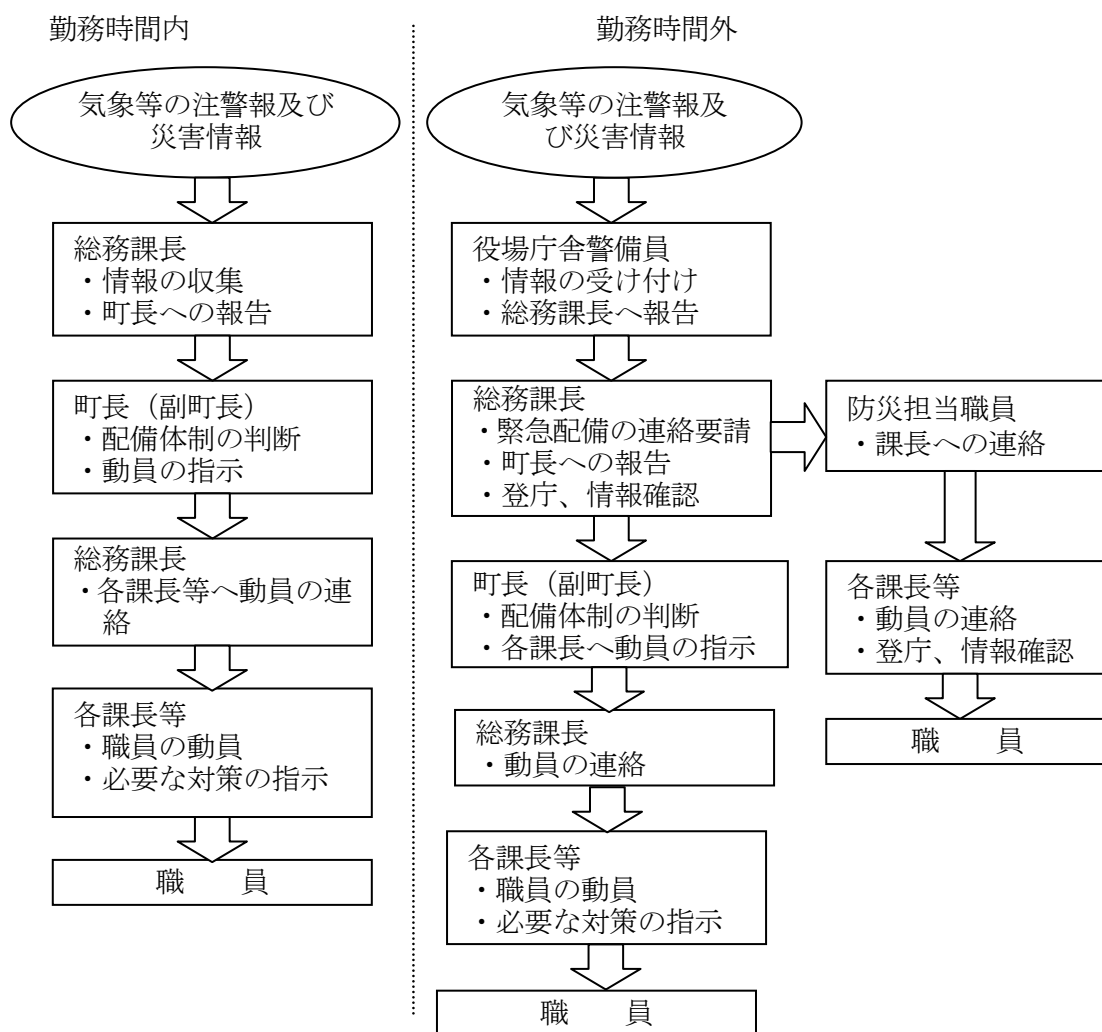 勤務時間内
気象等の注警報及び
災害情報
総務課長
・情報の収集
・町長への報告
町長（副町長）
・配備体制の判断
・動員の指示
総務課長
・各課長等へ動員の連
絡
各課長等
・職員の動員
・必要な対策の指示
職　　員
勤務時間外
気象等の注警報及
び災害情報
役場庁舎警備員
・情報の受け付け
・総務課長へ報告
総務課長
・緊急配備の連絡要請
・町長への報告
・登庁、情報確認
町長（副町長）
・配備体制の判断
・各課長へ動員の指示
総務課長
・動員の連絡
各課長等
・職員の動員
・必要な対策の指示
職　　員
防災担当職員
・課長への連絡
各課長等
・動員の連絡
・登庁、情報確認
職　　員